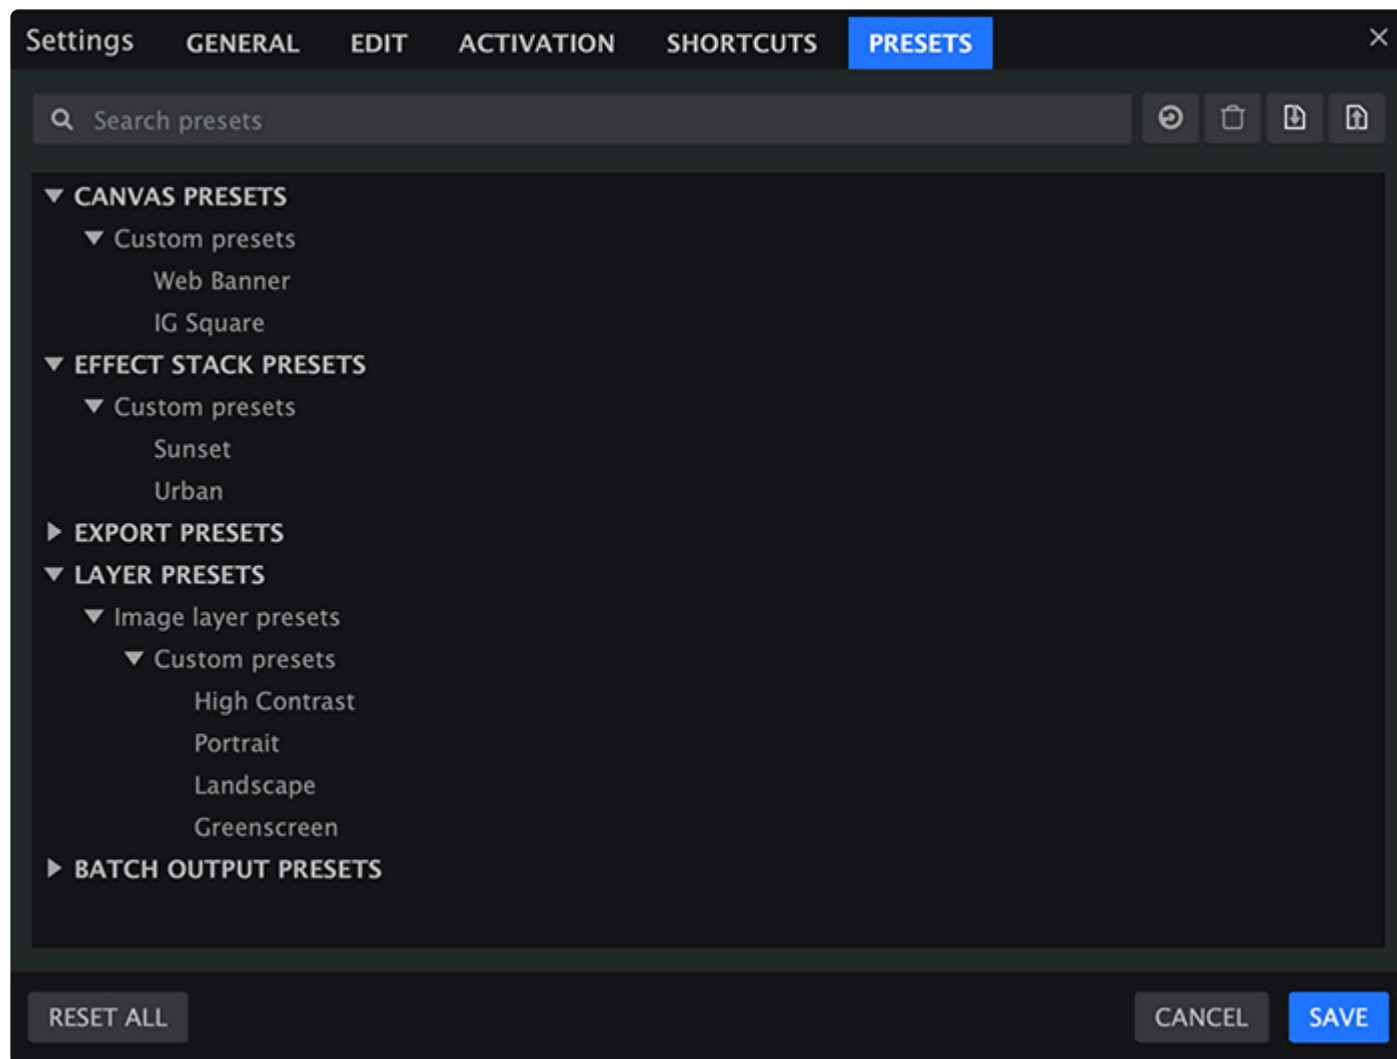 Settings GENERAL EDIT ACTIVATION SHORTCUTS PRESETS
Search presets
CANVAS PRESETS
Custom presets
Web Banner
IG Square
EFFECT STACK PRESETS
Custom presets
Sunset
Urban
EXPORT PRESETS
LAYER PRESETS
Image layer presets
Custom presets
High Contrast
Portrait
Landscape
Greenscreen
BATCH OUTPUT PRESETS
RESET ALL CANCEL SAVE